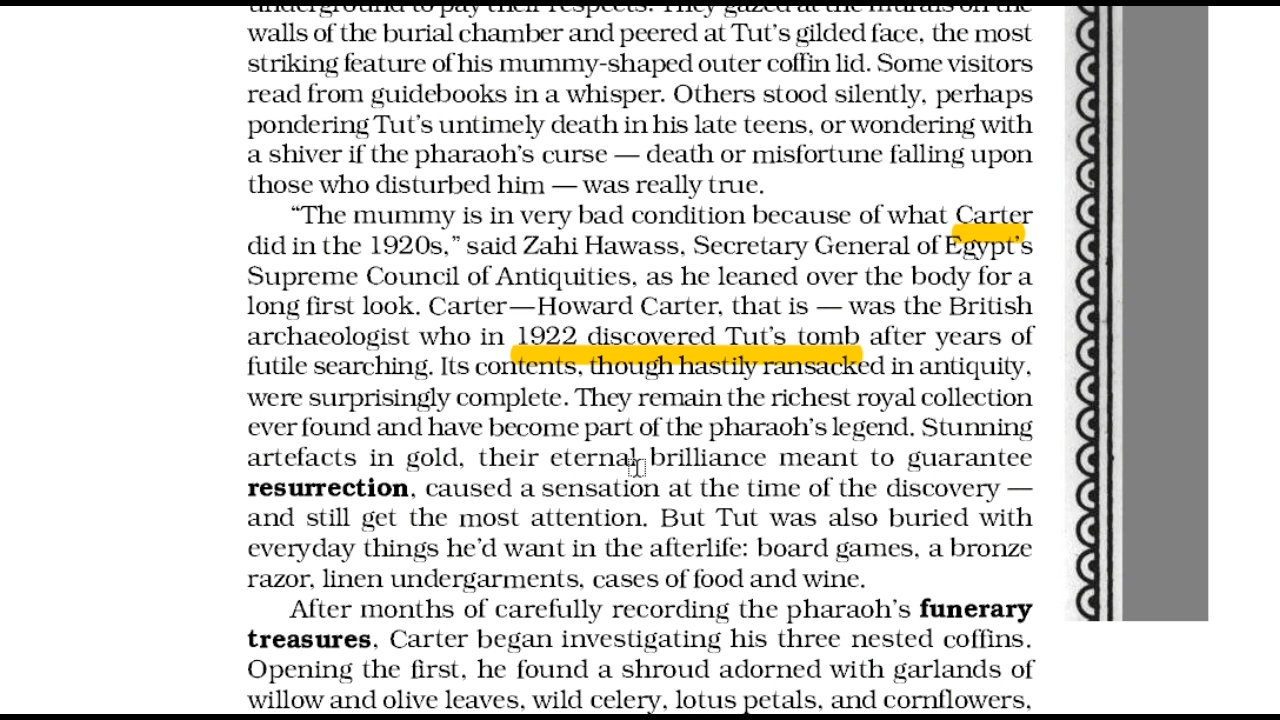 underground to pay their respects. They gazed at the murals on the
walls of the burial chamber and peered at Tut's gilded face, the most
striking feature of his mummy-shaped outer coffin lid. Some visitors
read from guidebooks in a whisper. Others stood silently, perhaps
pondering Tut's untimely death in his late teens, or wondering with
a shiver if the pharaoh's curse — death or misfortune falling upon
those who disturbed him — was really true.
“The mummy is in very bad condition because of what Carter
did in the 1920s,” said Zahi Hawass, Secretary General of Egypt's
Supreme Council of Antiquities, as he leaned over the body for a
long first look. Carter—Howard Carter, that is — was the British
archaeologist who in 1922 discovered Tut's tomb after years of
futile searching. Its contents, though hastily ransacked in antiquity,
were surprisingly complete. They remain the richest royal collection
ever found and have become part of the pharaoh's legend. Stunning
artefacts in gold, their eternal brilliance meant to guarantee
resurrection, caused a sensation at the time of the discovery —
and still get the most attention. But Tut was also buried with
everyday things he'd want in the afterlife: board games, a bronze
razor, linen undergarments, cases of food and wine.
After months of carefully recording the pharaoh's funerary
treasures, Carter began investigating his three nested coffins.
Opening the first, he found a shroud adorned with garlands of
willow and olive leaves, wild celery, lotus petals, and cornflowers,